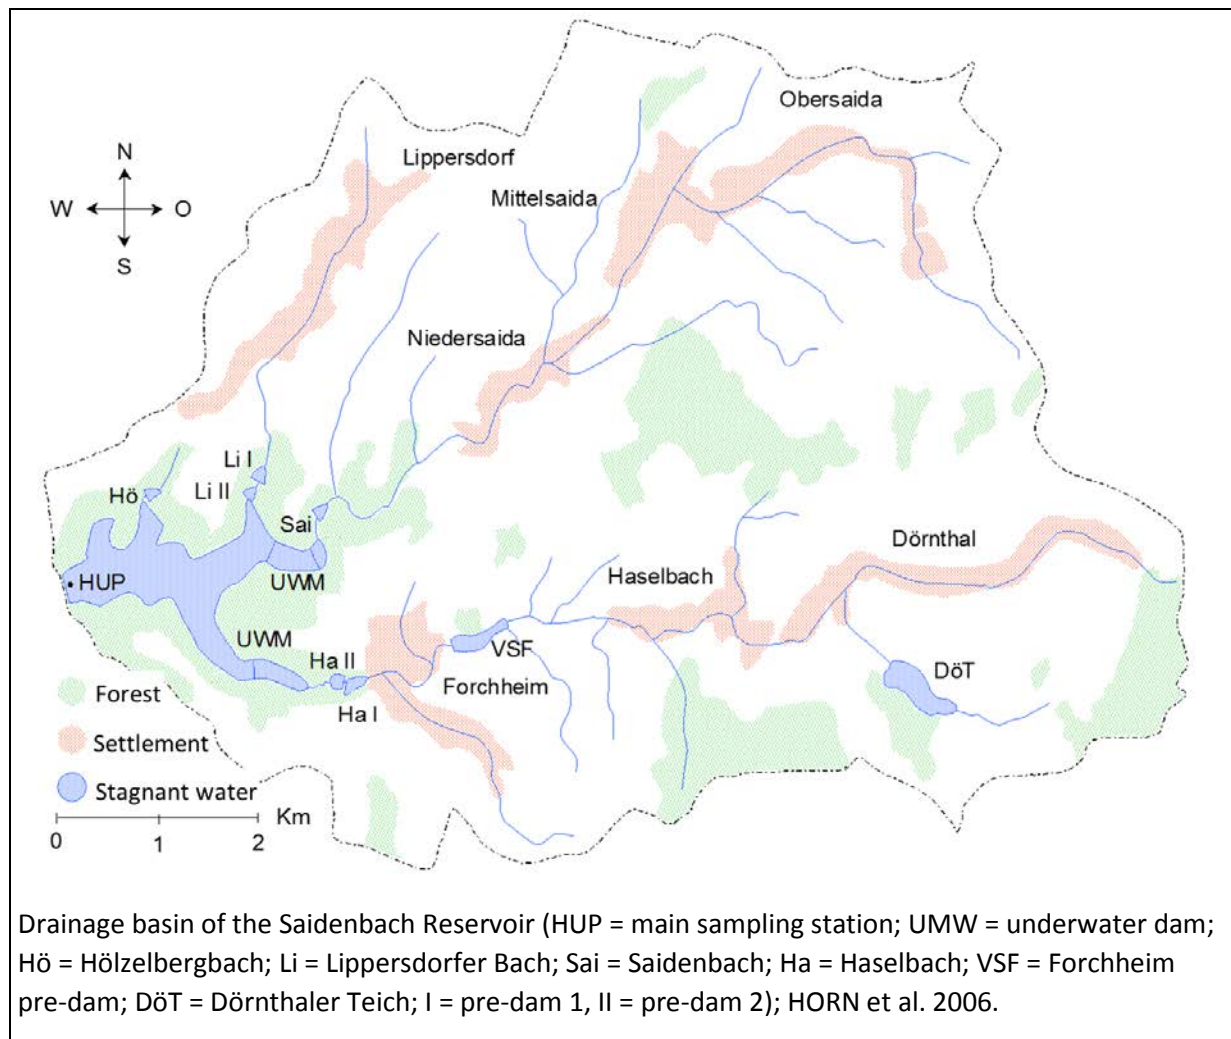 Obersaida
N
Lippersdorf
W
O
Mittelsaida
S
Niedersaida
Li I
Hö
Li II
Sai
Dörnthal
HUP
UWM
Haselbach
UWM
VSF
Ha II
DöT
Forchheim
Forest
Ha I
Settlement
Stagnant water
Km
0 1 2
Drainage basin of the Saidenbach Reservoir (HUP = main sampling station; UMW = underwater dam;
Hö = Hölzelbergbach; Li = Lippersdorfer Bach; Sai = Saidenbach; Ha = Haselbach; VSF = Forchheim
pre-dam; DöT = Dörnthaler Teich; I = pre-dam 1, II = pre-dam 2); HORN et al. 2006.